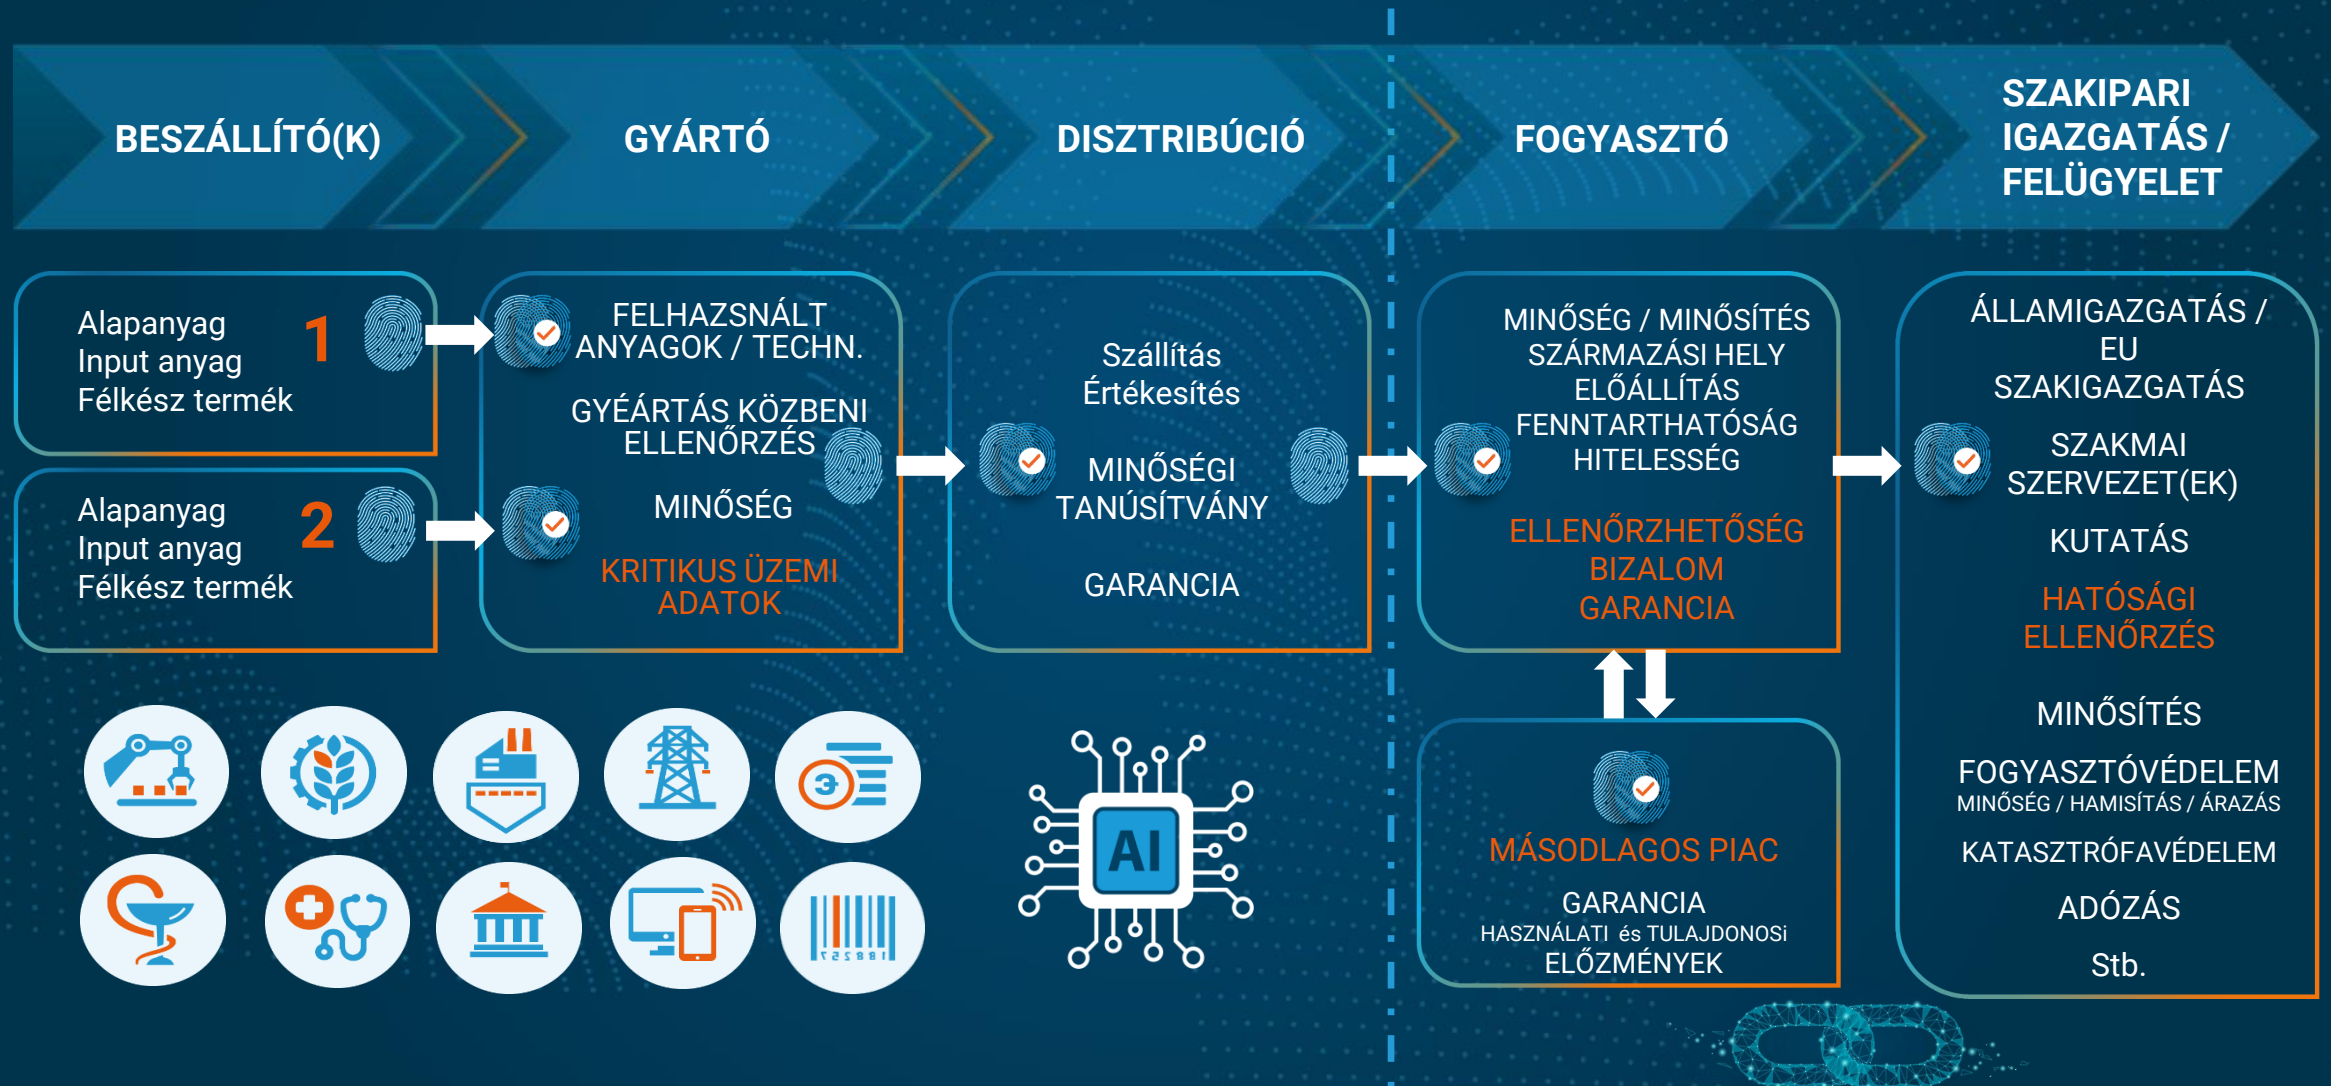 BESZÁLLÍTÓ(K)
GYÁRTÓ
DISZTRIBÚCIÓ
FOGYASZTÓ
SZAKIPARI
IGAZGATÁS /
FELÜGYELET
Alapanyag
Input anyag
Félkész termék
1
Alapanyag
Input anyag
Félkész termék
2
FELHAZSNÁLT
ANYAGOK / TECHN.
GYÉÁRTÁS KÖZBENI
ELLENŐRZÉS
MINŐSÉG
KRITIKUS ÜZEMI
ADATOK
Szállítás
Értékesítés
MINŐSÉGI
TANÚSÍTVÁNY
GARANCIA
MINŐSÉG / MINŐSÍTÉS
SZÁRMAZÁSI HELY
ELŐÁLLÍTÁS
FENNTARTHATÓSÁG
HITELESSÉG
ELLENŐRZHETŐSÉG
BIZALOM
GARANCIA
MÁSODLAGOS PIAC
GARANCIA
HASZNÁLATI és TULAJDONOSi
ELŐZMÉNYEK
ÁLLAMIGAZGATÁS /
EU
SZAKIGAZGATÁS
SZAKMAI
SZERVEZET(EK)
KUTATÁS
HATÓSÁGI
ELLENŐRZÉS
MINŐSÍTÉS
FOGYASZTÓVÉDELEM
MINŐSÉG / HAMISÍTÁS / ÁRAZÁS
KATASZTRÓFAVÉDELEM
ADÓZÁS
Stb.
AI